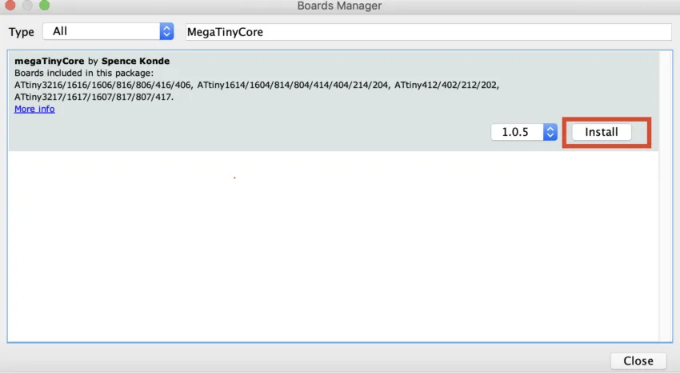 Boards Manager
Type All MegaTinyCore
megaTinyCore by Spence Konde
Boards included in this package:
ATtiny3216/1616/1606/816/806/416/406, ATtiny1614/1604/814/804/414/404/214/204, ATtiny412/402/212/202,
ATtiny3217/1617/1607/817/807/417.
More info
1.0.5 Install
Close